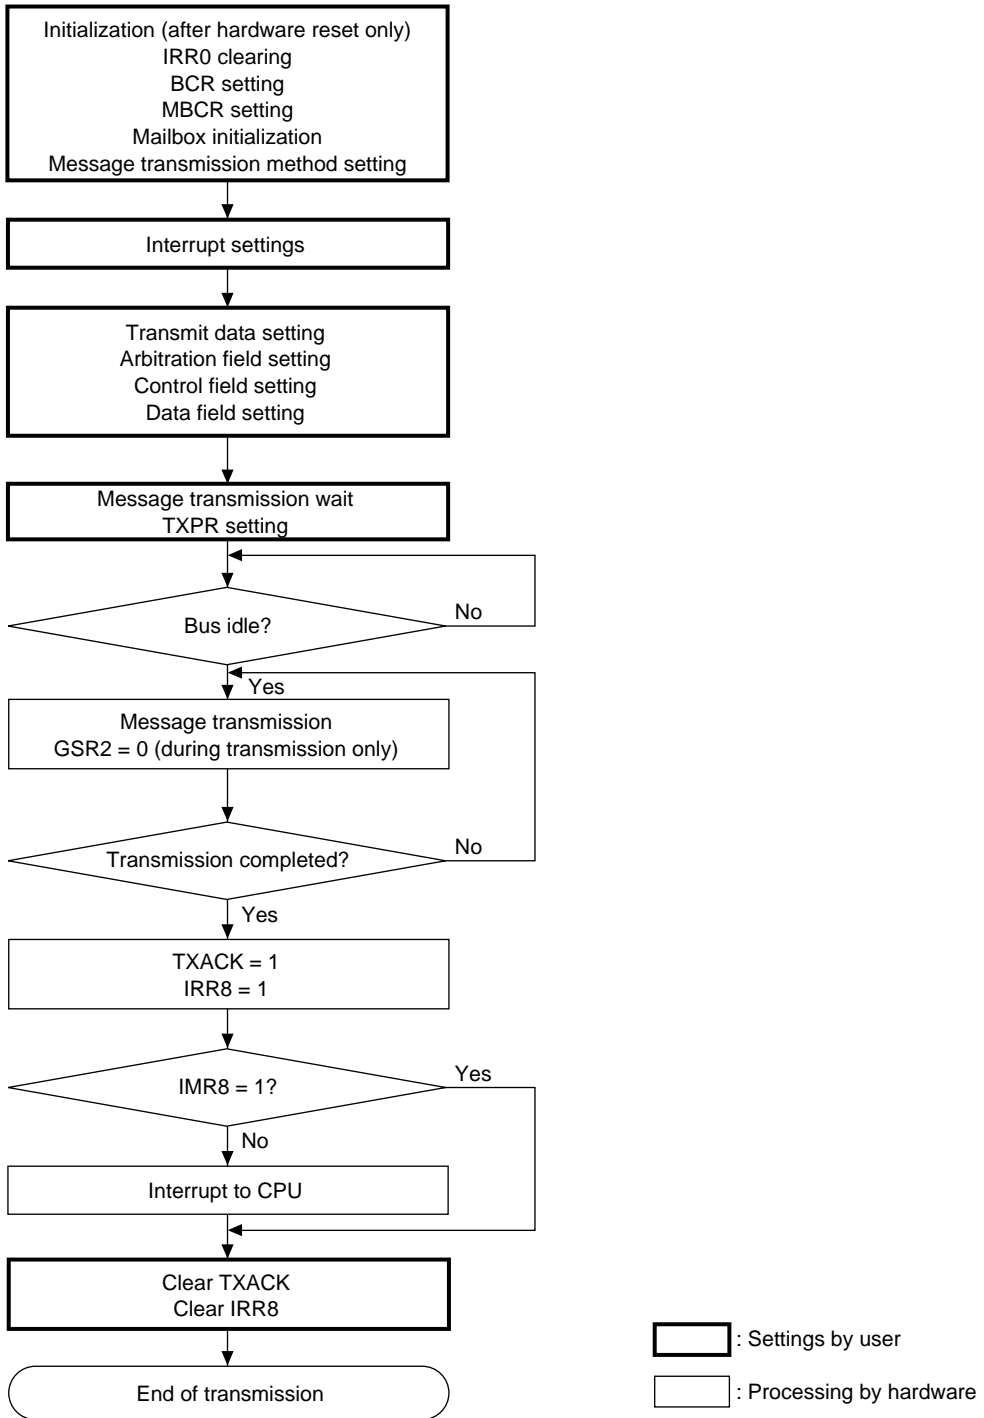 Initialization (after hardware reset only)
IRR0 clearing
BCR setting
MBCR setting
Mailbox initialization
Message transmission method setting
Interrupt settings
Transmit data setting
Arbitration field setting
Control field setting
Data field setting
Message transmission wait
TXPR setting
Bus idle?
No
Yes
Message transmission
GSR2 = 0 (during transmission only)
Transmission completed?
No
Yes
TXACK = 1
IRR8 = 1
IMR8 = 1?
Yes
No
Interrupt to CPU
Clear TXACK
Clear IRR8
End of transmission
: Settings by user
: Processing by hardware